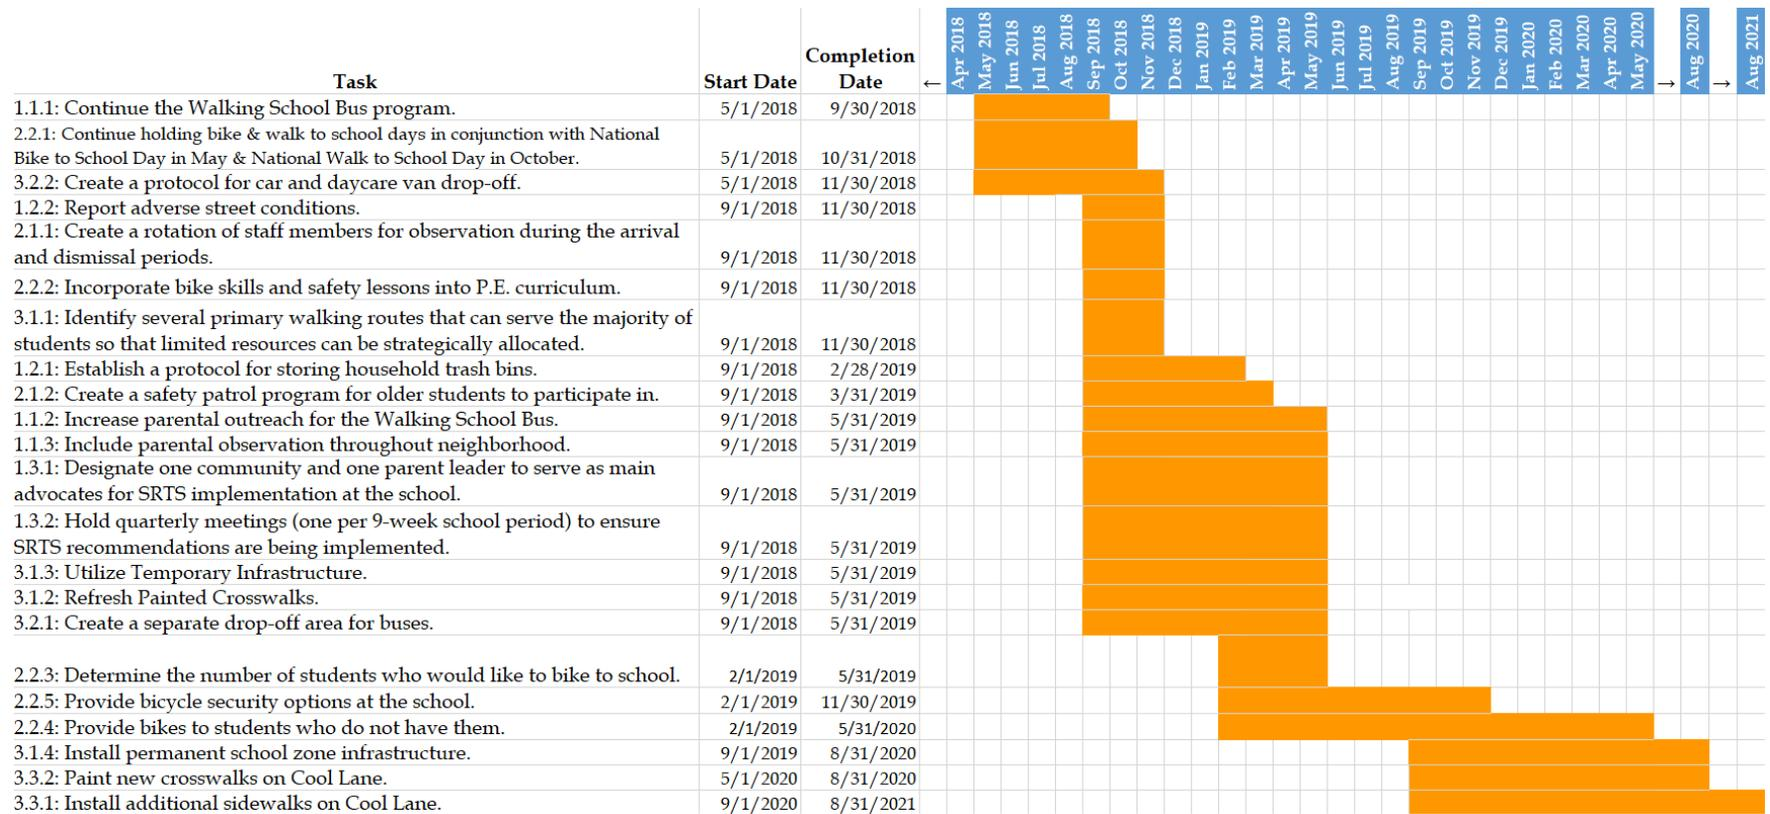 Task Start Date Completion Date ← Apr 2018 May 2018 Jun 2018 Jul 2018 Aug 2018 Sep 2018 Oct 2018 Nov 2018 Dec 2018 Jan 2019 Feb 2019 Mar 2019 Apr 2019 May 2019 Jun 2019 Jul 2019 Aug 2019 Sep 2019 Oct 2019 Nov 2019 Dec 2019 Jan 2020 Feb 2020 Mar 2020 Apr 2020 May 2020 → Aug 2020 → Aug 2021
1.1.1: Continue the Walking School Bus program. 5/1/2018 9/30/2018
2.2.1: Continue holding bike & walk to school days in conjunction with National
Bike to School Day in May & National Walk to School Day in October. 5/1/2018 10/31/2018
3.2.2: Create a protocol for car and daycare van drop-off. 5/1/2018 11/30/2018
1.2.2: Report adverse street conditions. 9/1/2018 11/30/2018
2.1.1: Create a rotation of staff members for observation during the arrival
and dismissal periods. 9/1/2018 11/30/2018
2.2.2: Incorporate bike skills and safety lessons into P.E. curriculum. 9/1/2018 11/30/2018
3.1.1: Identify several primary walking routes that can serve the majority of
students so that limited resources can be strategically allocated. 9/1/2018 11/30/2018
1.2.1: Establish a protocol for storing household trash bins. 9/1/2018 2/28/2019
2.1.2: Create a safety patrol program for older students to participate in. 9/1/2018 3/31/2019
1.1.2: Increase parental outreach for the Walking School Bus. 9/1/2018 5/31/2019
1.1.3: Include parental observation throughout neighborhood. 9/1/2018 5/31/2019
1.3.1: Designate one community and one parent leader to serve as main
advocates for SRTS implementation at the school. 9/1/2018 5/31/2019
1.3.2: Hold quarterly meetings (one per 9-week school period) to ensure
SRTS recommendations are being implemented. 9/1/2018 5/31/2019
3.1.3: Utilize Temporary Infrastructure. 9/1/2018 5/31/2019
3.1.2: Refresh Painted Crosswalks. 9/1/2018 5/31/2019
3.2.1: Create a separate drop-off area for buses. 9/1/2018 5/31/2019
2.2.3: Determine the number of students who would like to bike to school. 2/1/2019 5/31/2019
2.2.5: Provide bicycle security options at the school. 2/1/2019 11/30/2019
2.2.4: Provide bikes to students who do not have them. 2/1/2019 5/31/2020
3.1.4: Install permanent school zone infrastructure. 9/1/2019 8/31/2020
3.3.2: Paint new crosswalks on Cool Lane. 5/1/2020 8/31/2020
3.3.1: Install additional sidewalks on Cool Lane. 9/1/2020 8/31/2021